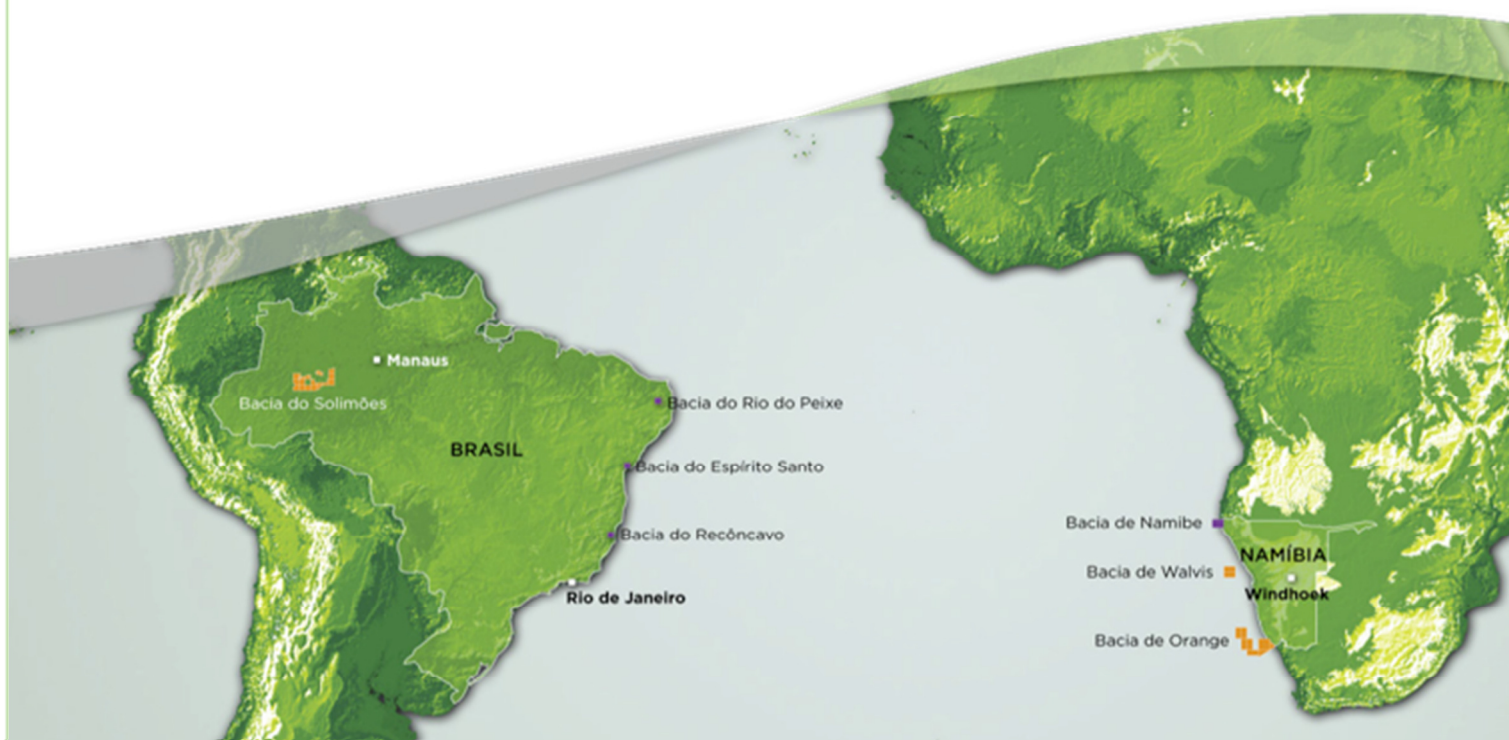 Manaus
Bacia do Solimões
BRASIL
Bacia do Rio do Peixe
Bacia do Espírito Santo
Bacia do Recôncavo
Rio de Janeiro
Bacia de Namibe
NAMÍBIA
Bacia de Walvis
Windhoek
Bacia de Orange